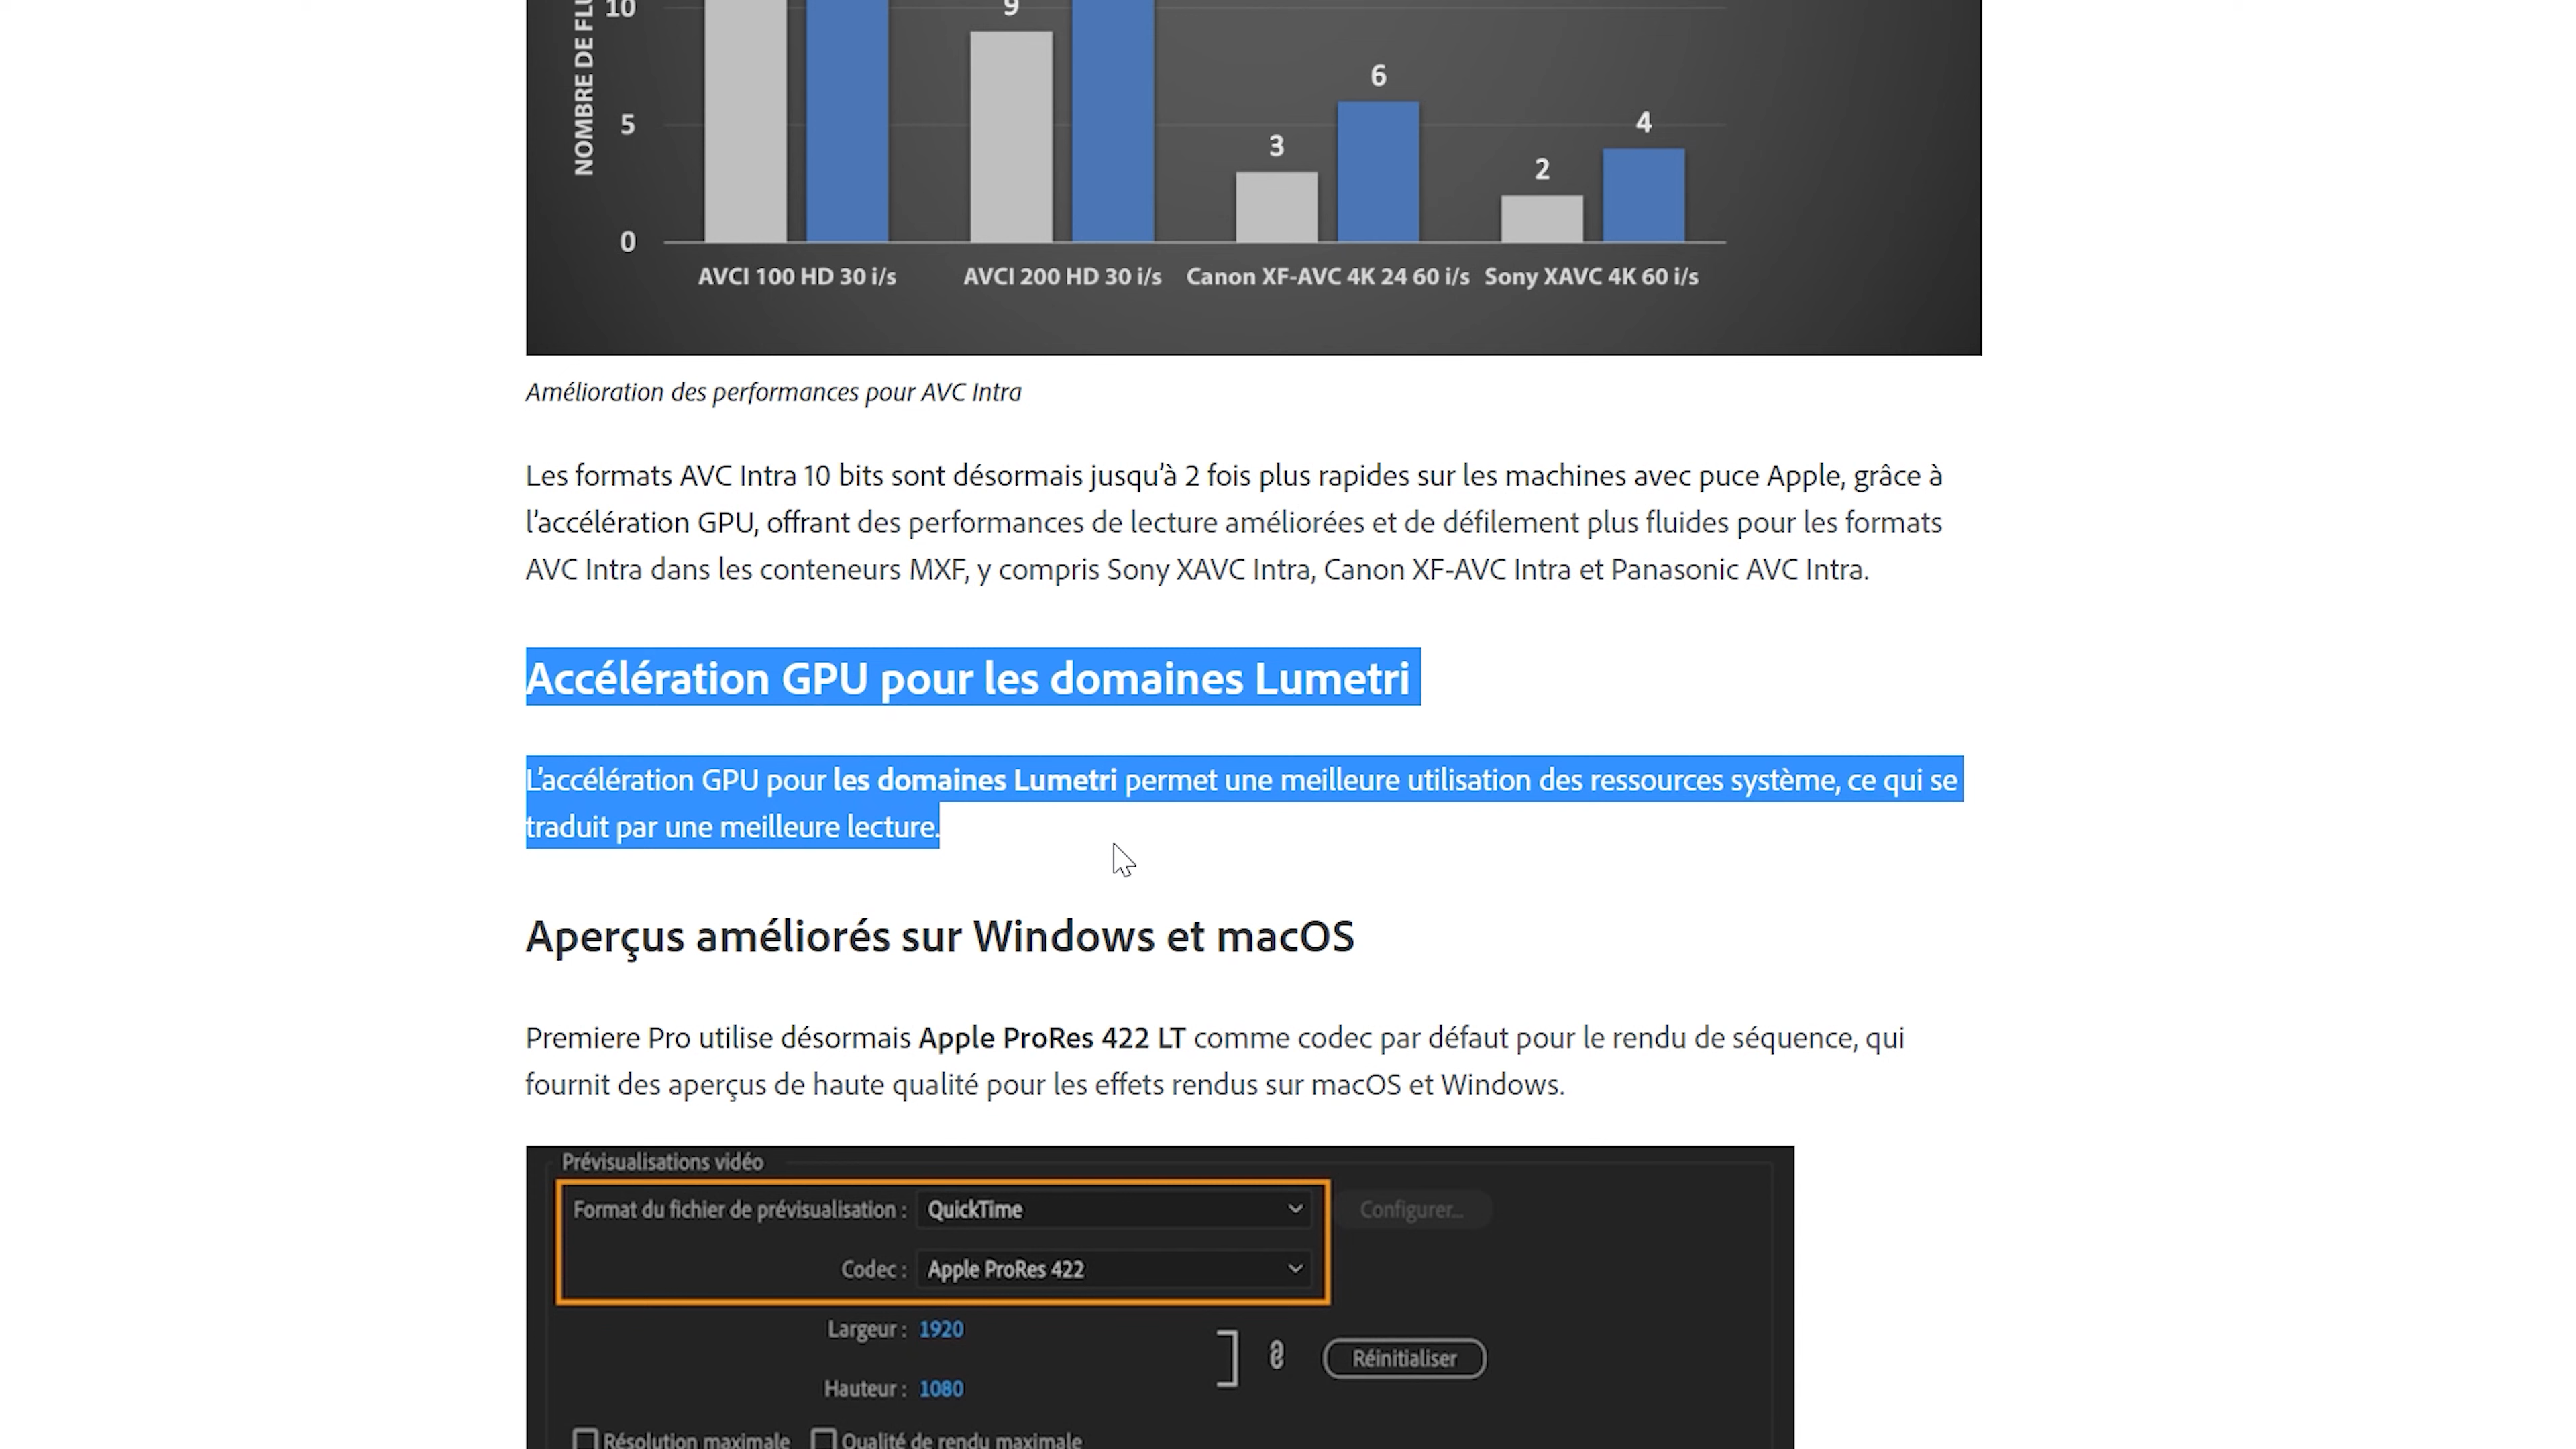 NOMBRE DE
10
9
6
5
4
3
2
0
AVCI 100 HD 30 i/s
AVCI 200 HD 30 i/s
Canon XF-AVC 4K 24 60 i/s
Sony XAVC 4K 60 i/s
Amélioration des performances pour AVC Intra
Les formats AVC Intra 10 bits sont désormais jusqu’à 2 fois plus rapides sur les machines avec puce Apple, grâce à
l’accélération GPU, offrant des performances de lecture améliorées et de défilement plus fluides pour les formats
AVC Intra dans les conteneurs MXF, y compris Sony XAVC Intra, Canon XF-AVC Intra et Panasonic AVC Intra.
Accélération GPU pour les domaines Lumetri
L’accélération GPU pour les domaines Lumetri permet une meilleure utilisation des ressources système, ce qui se
traduit par une meilleure lecture.
Aperçus améliorés sur Windows et macOS
Premiere Pro utilise désormais Apple ProRes 422 LT comme codec par défaut pour le rendu de séquence, qui
fournit des aperçus de haute qualité pour les effets rendus sur macOS et Windows.
Prévisualisations vidéo
Format du fichier de prévisualisation : QuickTime Configurer...
Codec : Apple ProRes 422
Largeur : 1920
Réinitialiser
Hauteur : 1080
Résolution maximale Qualité de rendu maximale